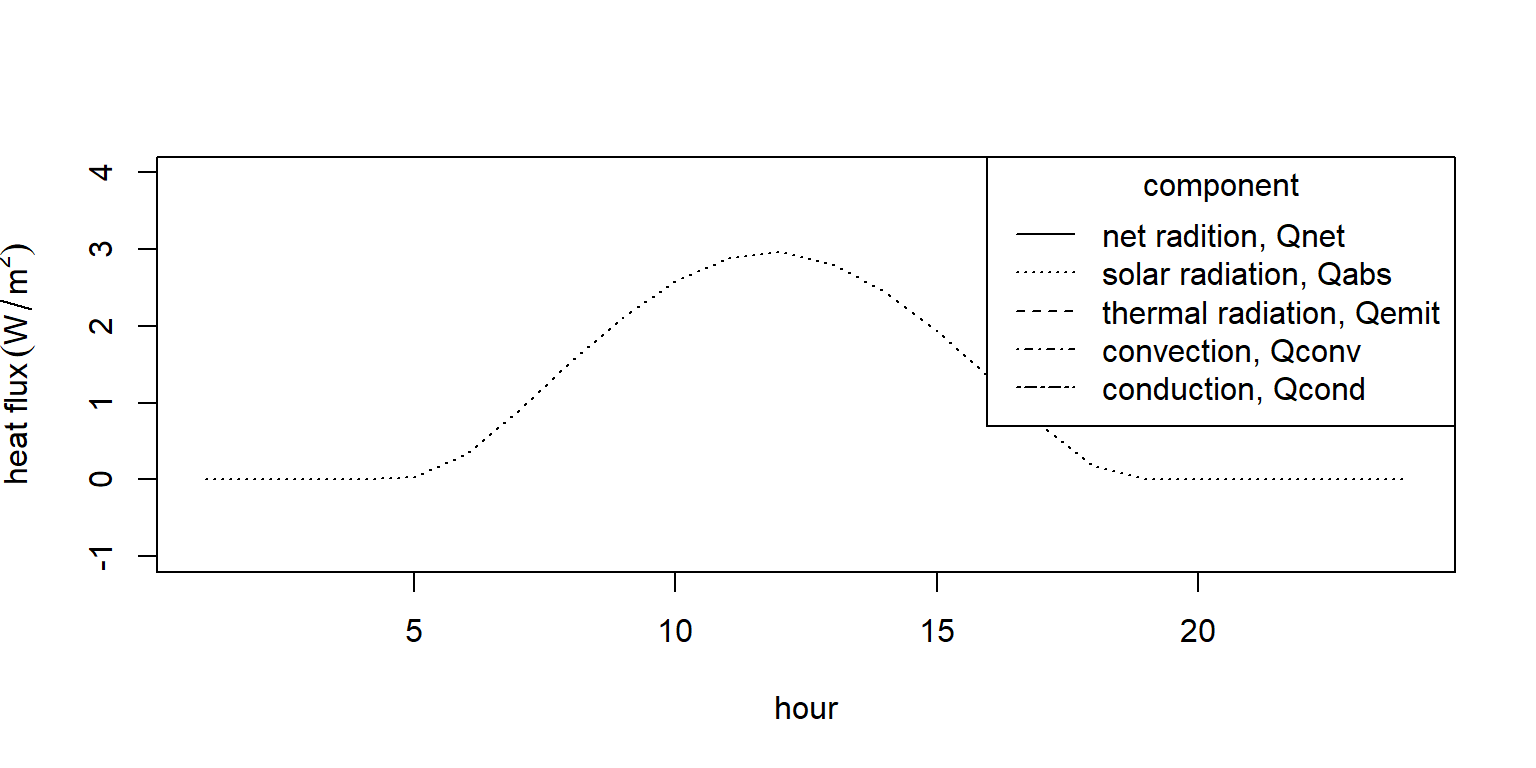 4
3
2
1
0
-1
heat flux (W/m²)
component
net radition, Qnet
solar radiation, Qabs
thermal radiation, Qemit
convection, Qconv
conduction, Qcond
5 10 15 20
hour